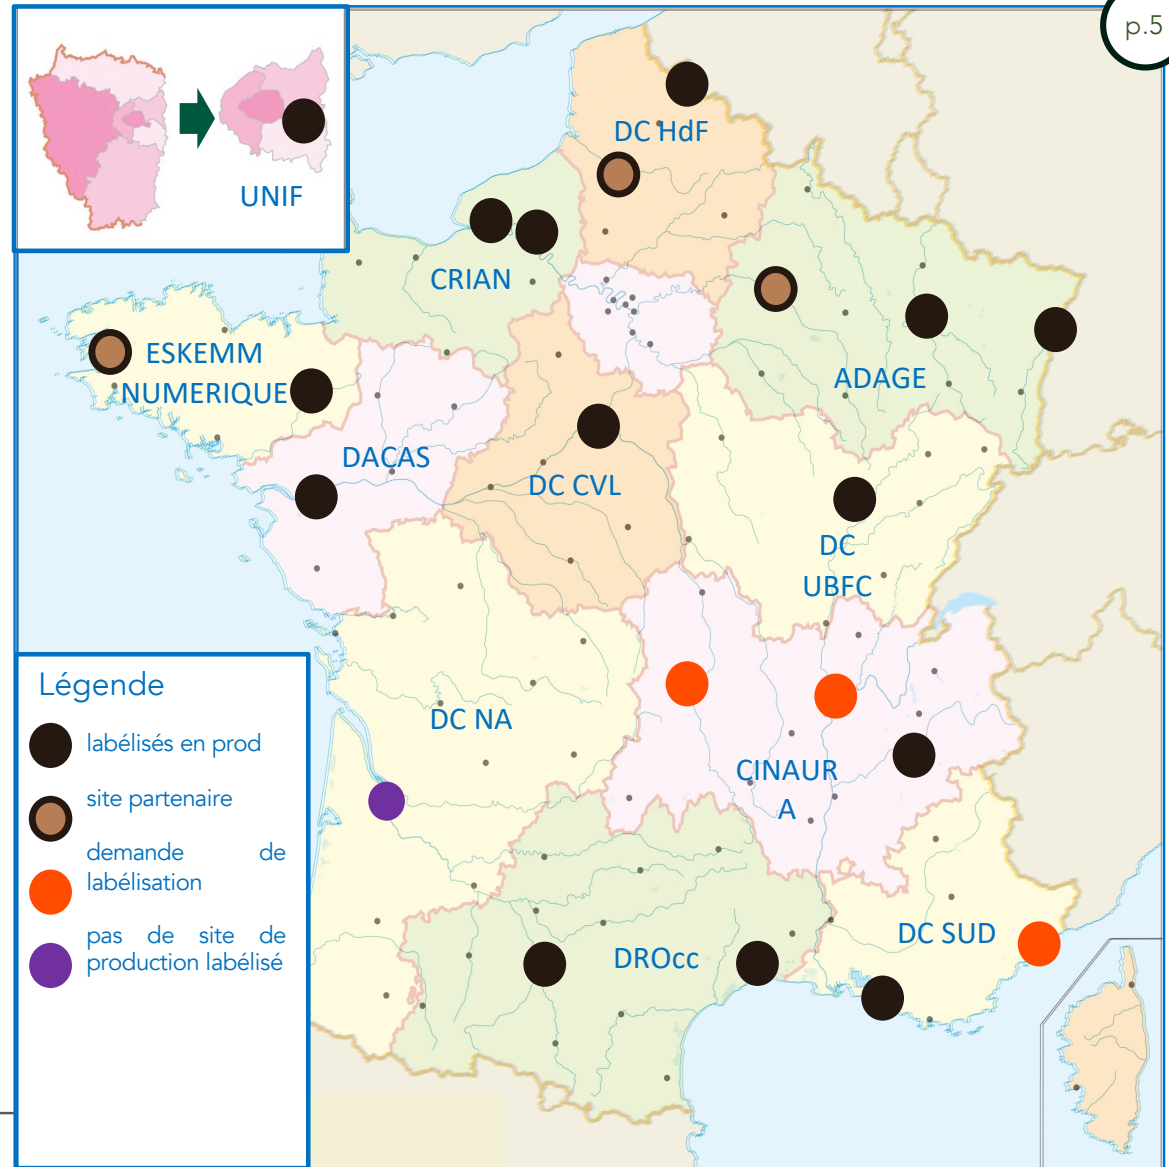 p.5
UNIF
DC HdF
CRIAN
ESKEMM
NUMERIQUE
ADAGE
DACAS
DC CVL
DC
UBFC
DC NA
CINAUR
A
DROcc
DC SUD
Légende
labélisés en prod
site partenaire
demande de
labélisation
pas de site de
production labélisé